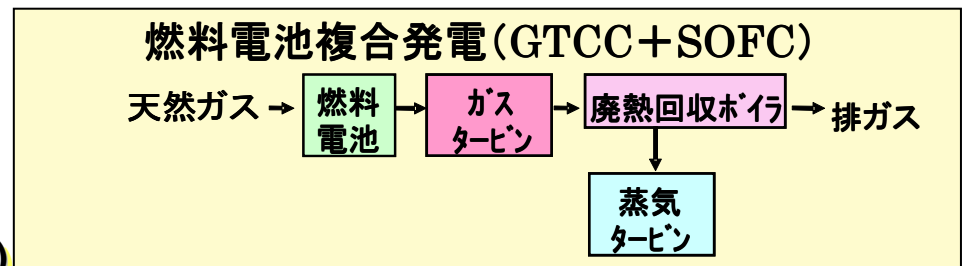 燃料電池複合発電(GTCC＋SOFC)
天然ガス
燃料
電池
ガス
タービン
廃熱回収ボイラ
排ガス
蒸気
タービン